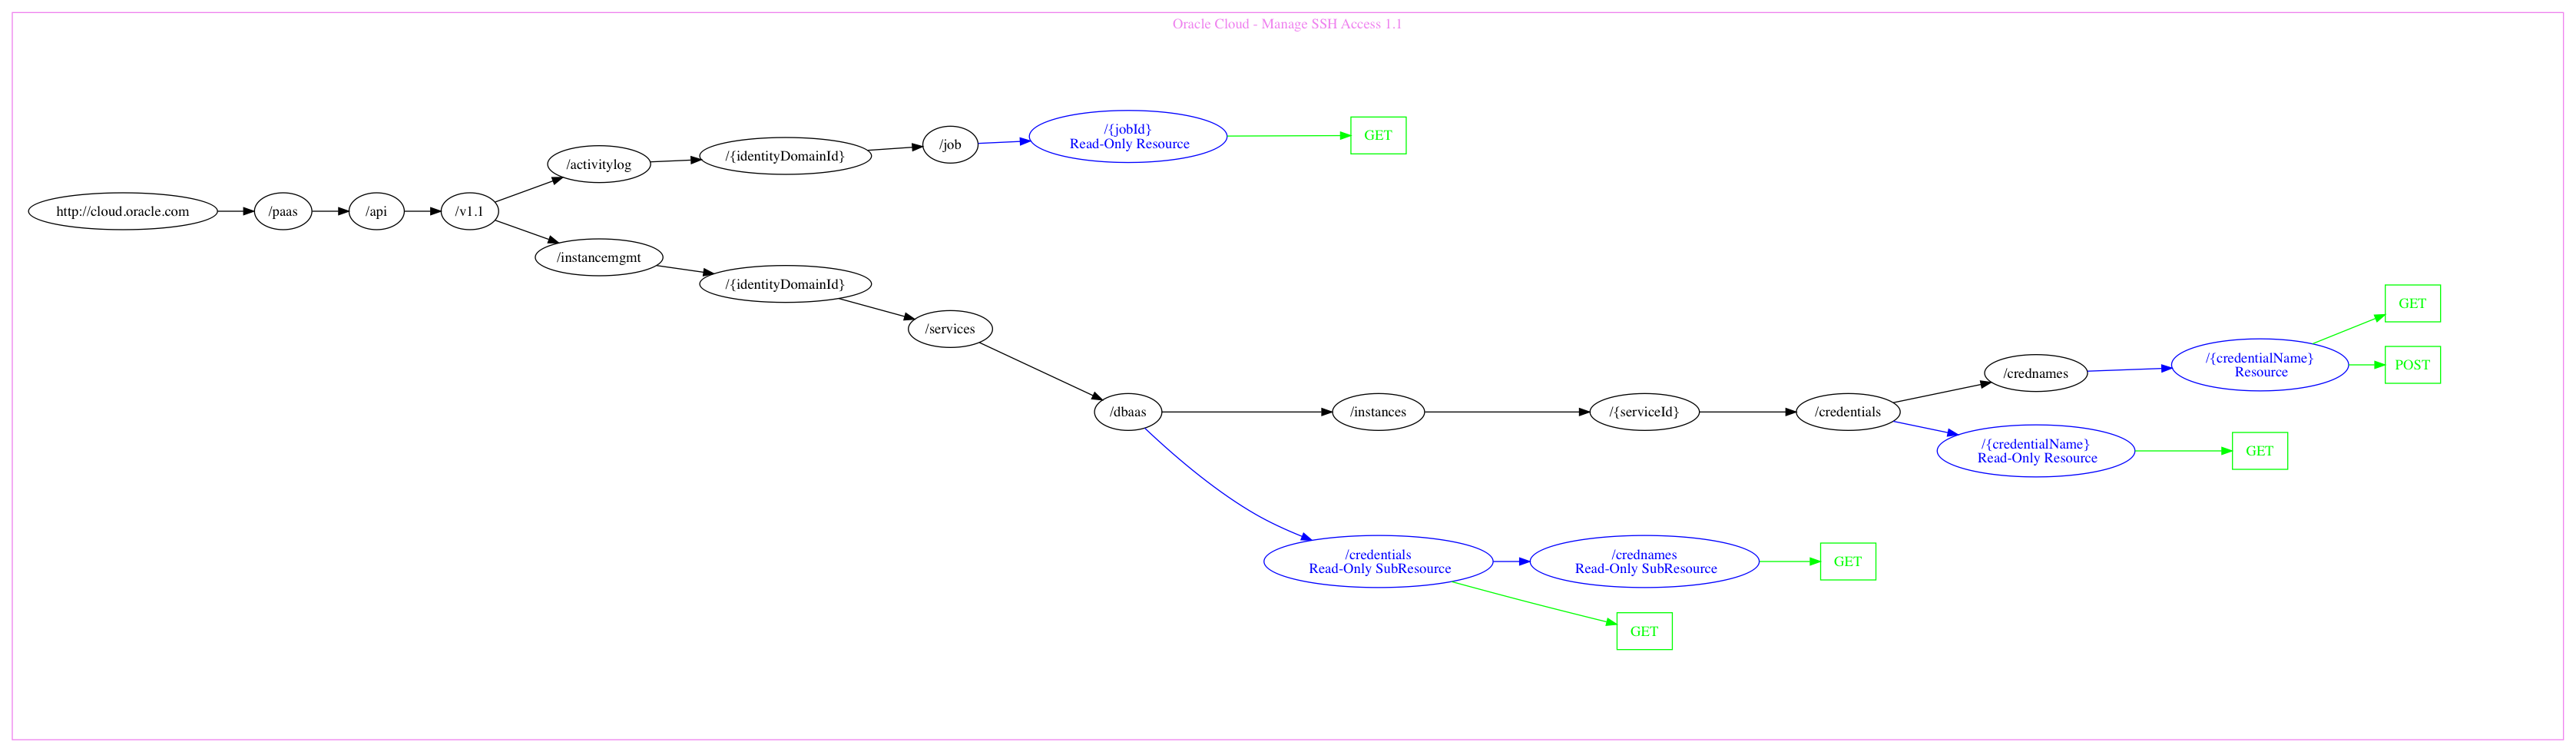 Oracle Cloud - Manage SSH Access 1.1
http://cloud.oracle.com
/paas
/api
/v1.1
/activitylog
/{identityDomainId}
/job
/{jobId}
Read-Only Resource
GET
/instancemgmt
/{identityDomainId}
/services
/dbaas
/instances
/{serviceId}
/credentials
/crednames
/{credentialName}
Resource
GET
POST
/{credentialName}
Read-Only Resource
GET
/credentials
Read-Only SubResource
/crednames
Read-Only SubResource
GET
GET